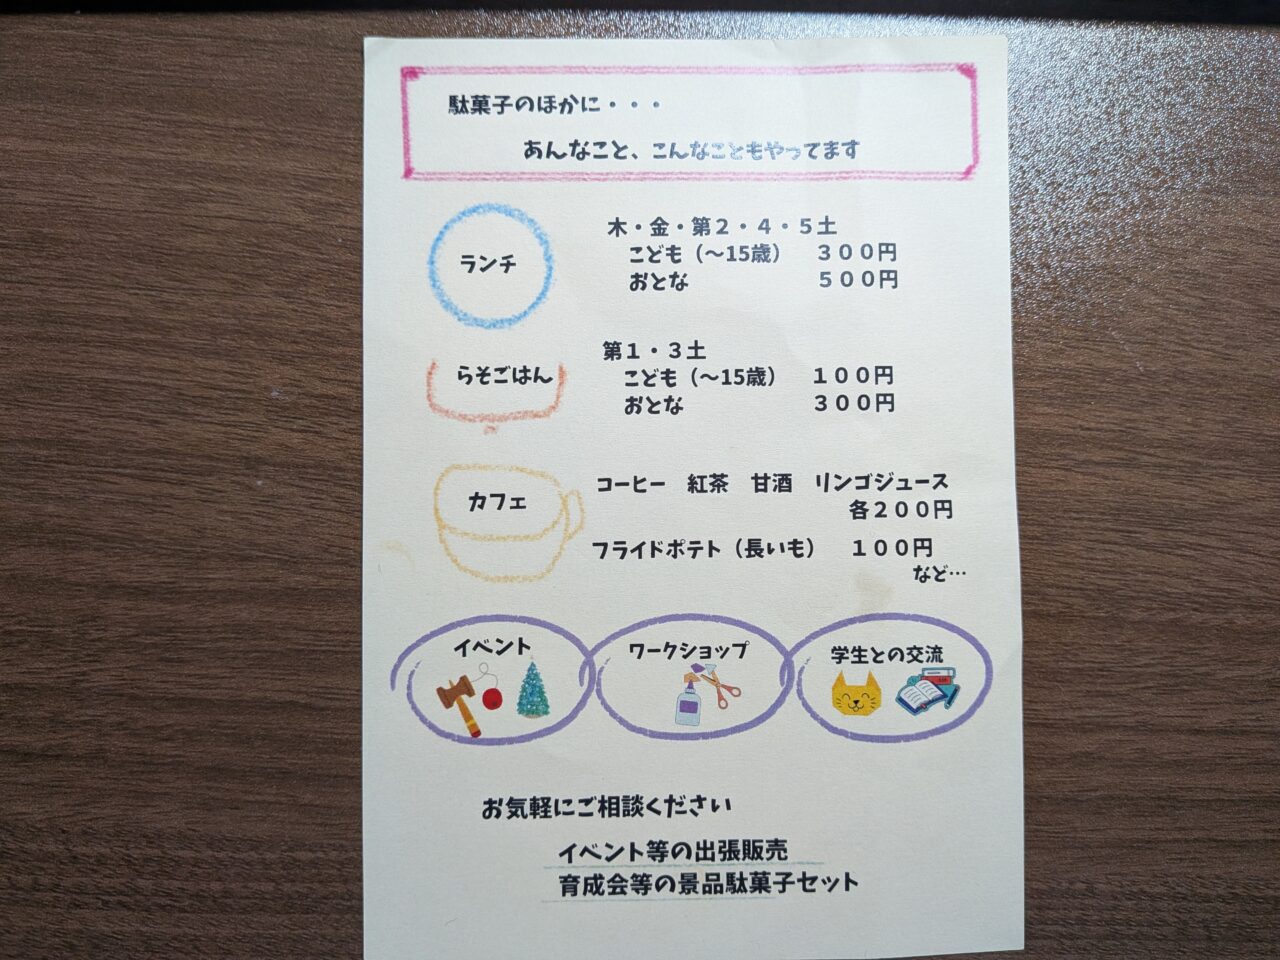 駄菓子のほかに・・・
あんなこと、こんなこともやってます
ランチ
木・金・第２・４・５土
こども（～15歳）　３００円
おとな　５００円
らそごはん
第１・３土
こども（～15歳）　１００円
おとな　３００円
カフェ
コーヒー　紅茶　甘酒　リンゴジュース
各２００円
フライドポテト（長いも）　１００円
など…
イベント
ワークショップ
学生との交流
お気軽にご相談ください
イベント等の出張販売
育成会等の景品駄菓子セット